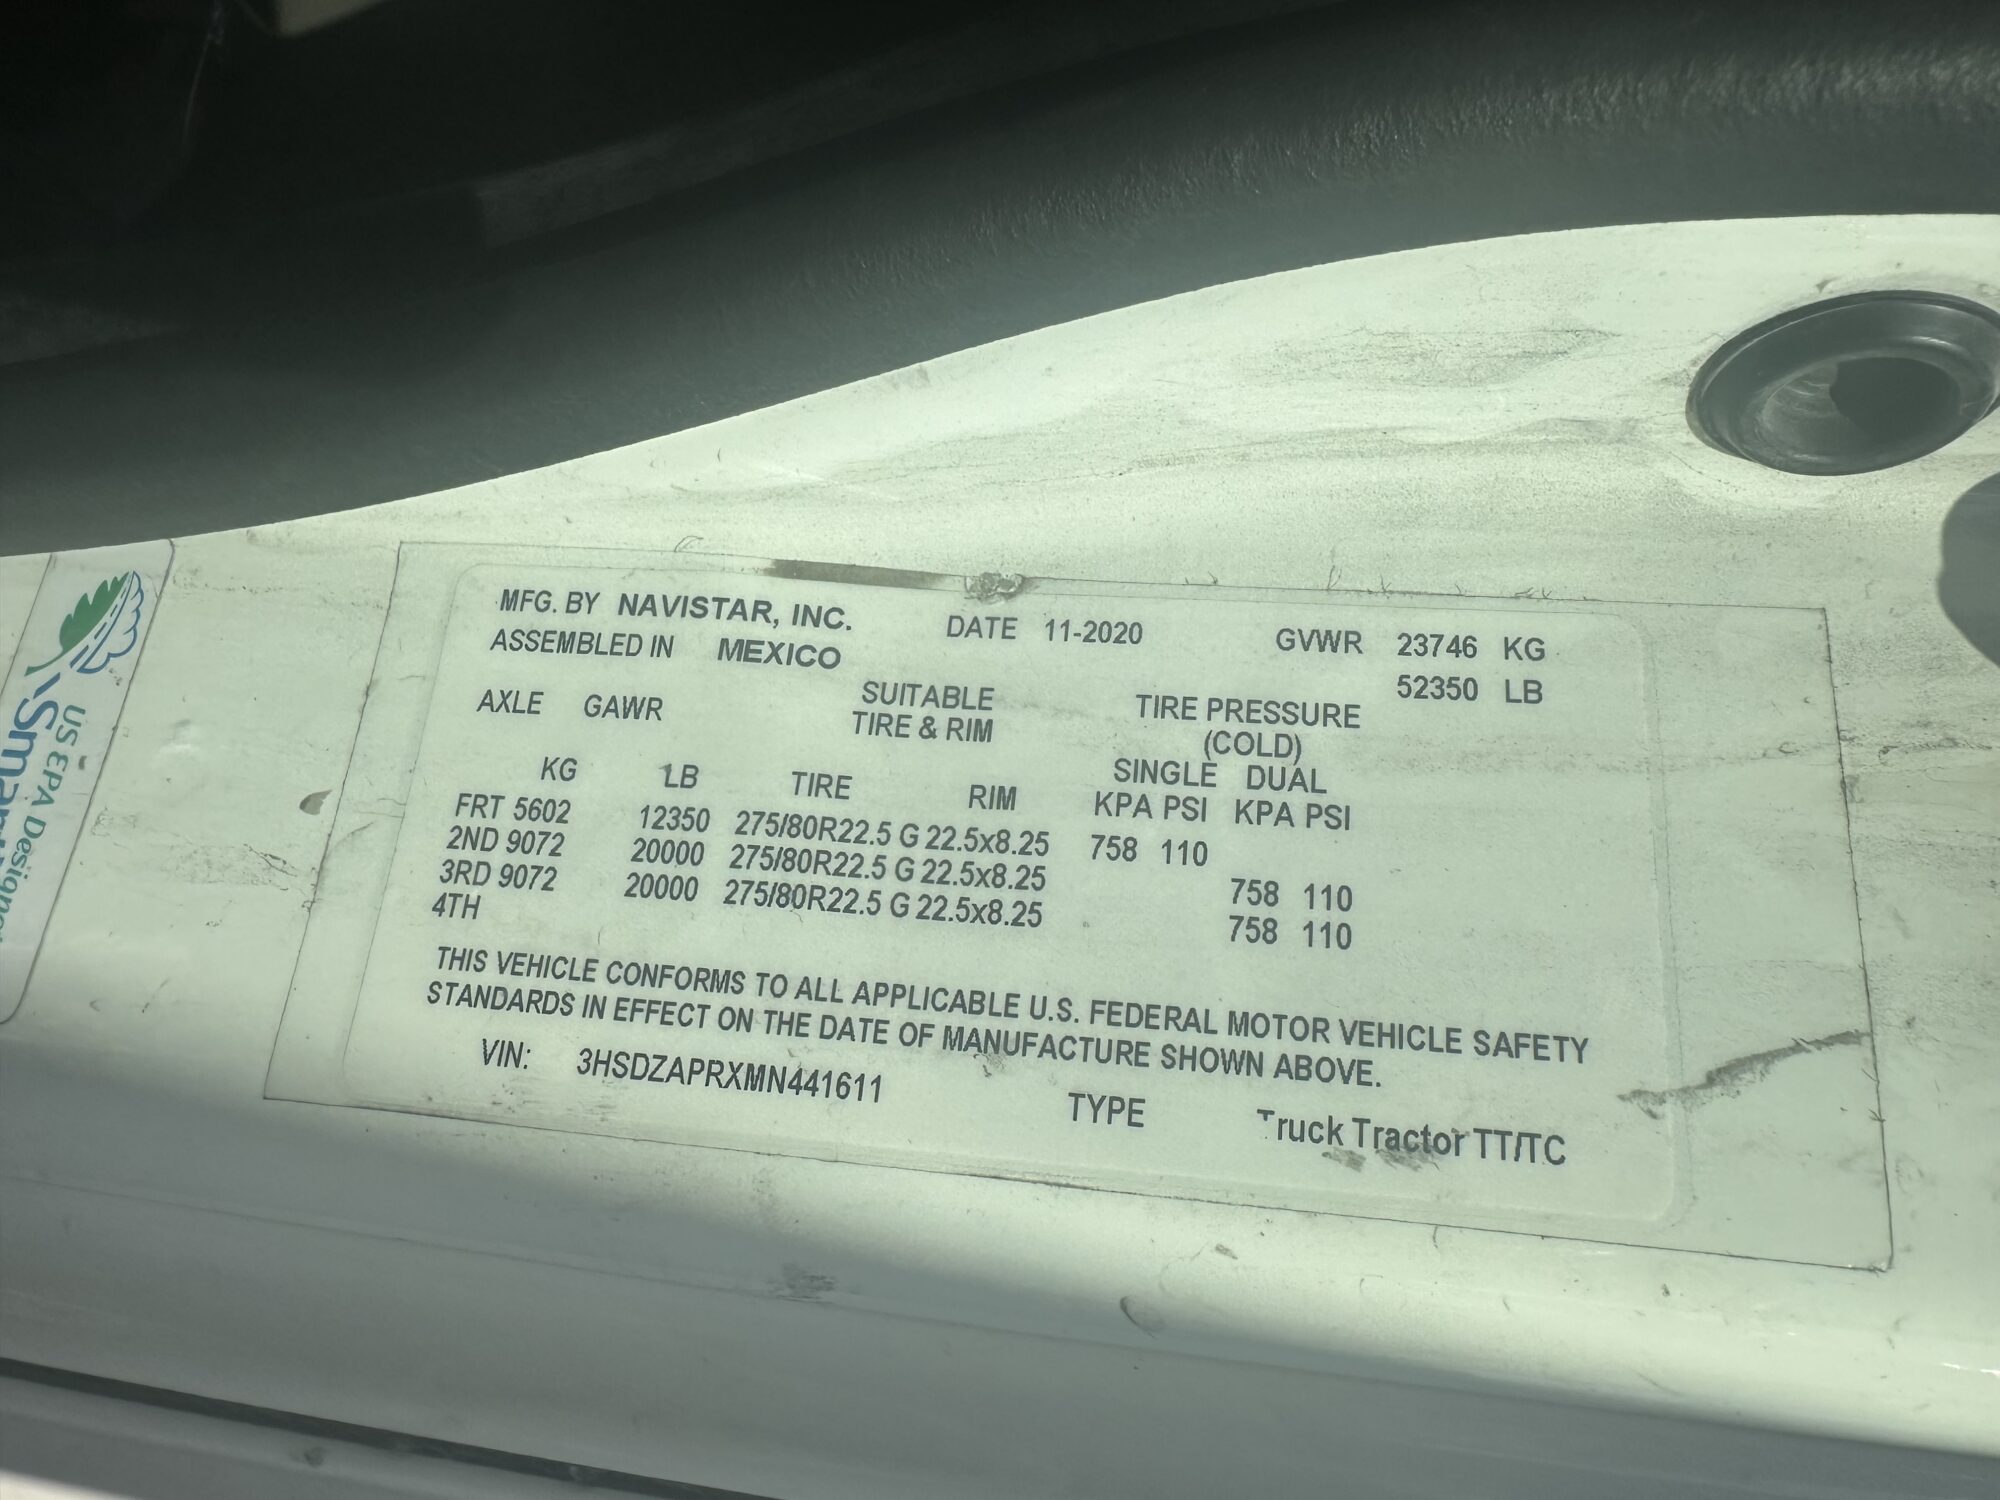 MFG. BY NAVISTAR, INC. DATE 11-2020 GVWR 23746 KG
ASSEMBLED IN MEXICO 52350 LB
AXLE GAWR SUITABLE TIRE PRESSURE
TIRE & RIM (COLD)
SINGLE DUAL
KG LB TIRE RIM KPA PSI KPA PSI
FRT 5602 12350 275/80R22.5 G 22.5x8.25 758 110
2ND 9072 20000 275/80R22.5 G 22.5x8.25 758 110
3RD 9072 20000 275/80R22.5 G 22.5x8.25 758 110
4TH
THIS VEHICLE CONFORMS TO ALL APPLICABLE U.S. FEDERAL MOTOR VEHICLE SAFETY
STANDARDS IN EFFECT ON THE DATE OF MANUFACTURE SHOWN ABOVE.
VIN: 3HSDZAPRXMN441611 TYPE Truck Tractor TT/TC
US EPA